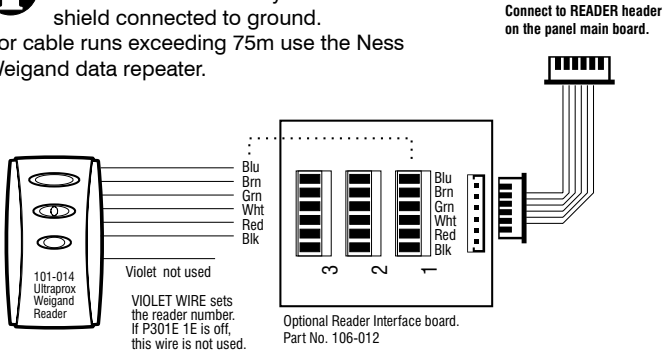 shield connected to ground.
or cable runs exceeding 75m use the Ness
eigand data repeater.
Connect to READER header
on the panel main board.
Blu
Brn
Grn
Wht
Red
Blk
Violet not used
VIOLET WIRE sets
the reader number.
If P301E 1E is off,
this wire is not used.
101-014
Ultraprox
Weigand
Reader
3
2
1
Blu
Brn
Grn
Wht
Red
Blk
Optional Reader Interface board.
Part No. 106-012